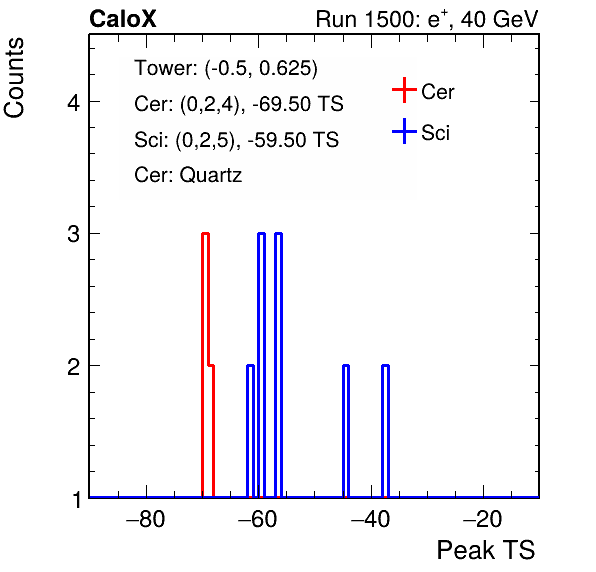 CaloX Run 1500: e⁺, 40 GeV
Counts
Tower: (-0.5, 0.625)
Cer: (0,2,4), -69.50 TS
Sci: (0,2,5), -59.50 TS
Cer: Quartz
Cer
Sci
4
3
2
1
−80 −60 −40 −20
Peak TS